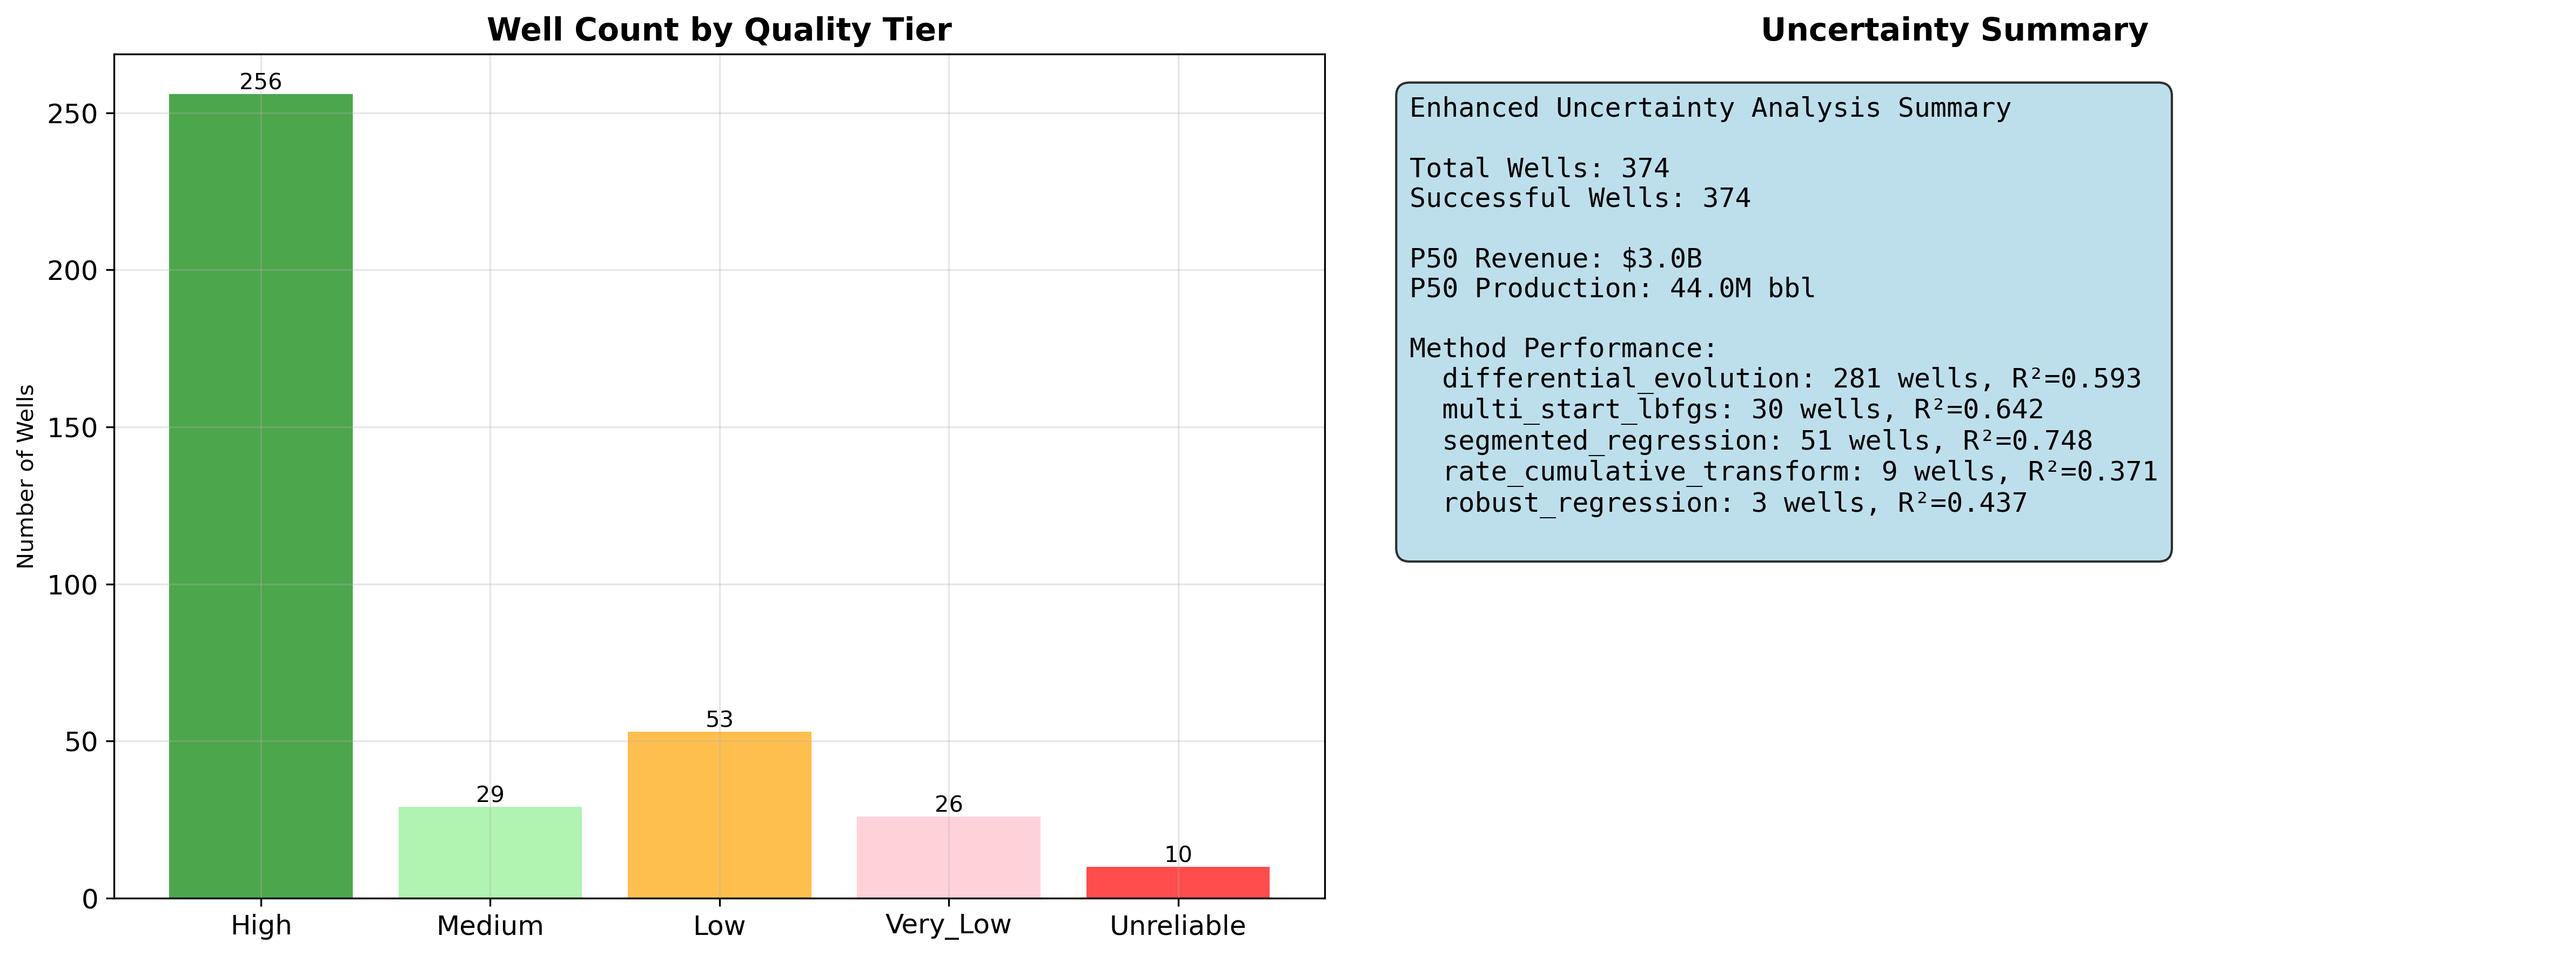 Well Count by Quality Tier
Number of Wells
250
200
150
100
50
0
256
29
53
26
10
High
Medium
Low
Very_Low
Unreliable
Uncertainty Summary
Enhanced Uncertainty Analysis Summary
Total Wells: 374
Successful Wells: 374
P50 Revenue: $3.0B
P50 Production: 44.0M bbl
Method Performance:
differential_evolution: 281 wells, R²=0.593
multi_start_lbfgs: 30 wells, R²=0.642
segmented_regression: 51 wells, R²=0.748
rate_cumulative_transform: 9 wells, R²=0.371
robust_regression: 3 wells, R²=0.437